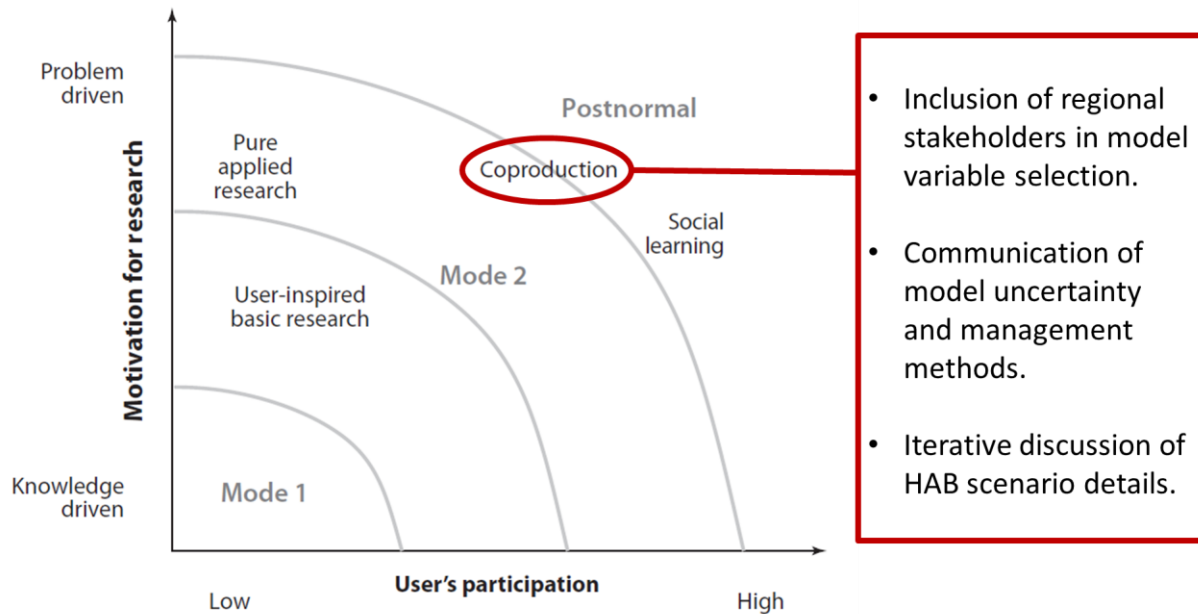 Problem
driven
Postnormal
Pure
applied
research
Coproduction
Social
learning
Motivation for research
Mode 2
User-inspired
basic research
Knowledge
driven
Mode 1
User's participation
Low
High
• Inclusion of regional
stakeholders in model
variable selection.
• Communication of
model uncertainty
and management
methods.
• Iterative discussion of
HAB scenario details.